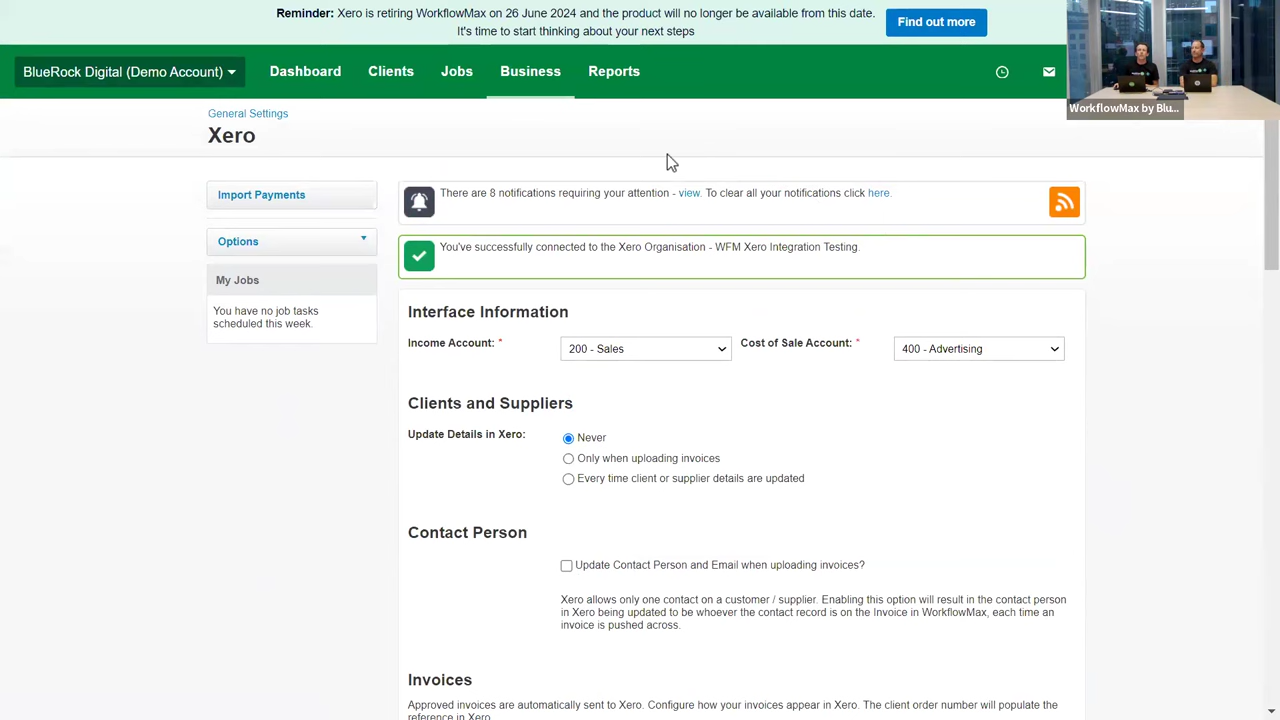 Reminder: Xero is retiring WorkflowMax on 26 June 2024 and the product will no longer be available from this date.
It's time to start thinking about your next steps
Find out more
BlueRock Digital (Demo Account)
Dashboard
Clients
Jobs
Business
Reports
WorkflowMax by Blu...
General Settings
Xero
Import Payments
Options
My Jobs
You have no job tasks
scheduled this week.
There are 8 notifications requiring your attention - view. To clear all your notifications click here.
You've successfully connected to the Xero Organisation - WFM Xero Integration Testing.
Interface Information
Income Account: *
200 - Sales
Cost of Sale Account: *
400 - Advertising
Clients and Suppliers
Update Details in Xero:
Never
Only when uploading invoices
Every time client or supplier details are updated
Contact Person
Update Contact Person and Email when uploading invoices?
Xero allows only one contact on a customer / supplier. Enabling this option will result in the contact person
in Xero being updated to be whoever the contact record is on the Invoice in WorkflowMax, each time an
invoice is pushed across.
Invoices
Approved invoices are automatically sent to Xero. Configure how your invoices appear in Xero. The client order number will populate the
reference in Xero.